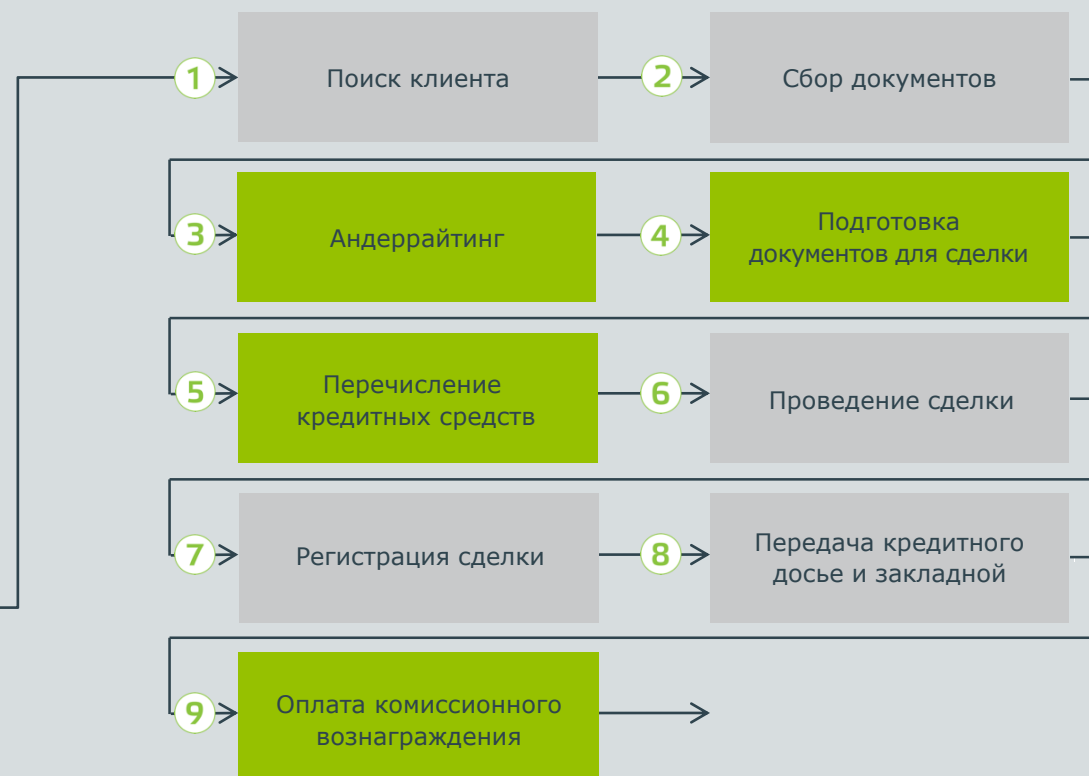 1
Поиск клиента
2
Сбор документов
3
Андеррайтинг
4
Подготовка
документов для сделки
5
Перечисление
кредитных средств
6
Проведение сделки
7
Регистрация сделки
8
Передача кредитного
досье и закладной
9
Оплата комиссионного
вознаграждения